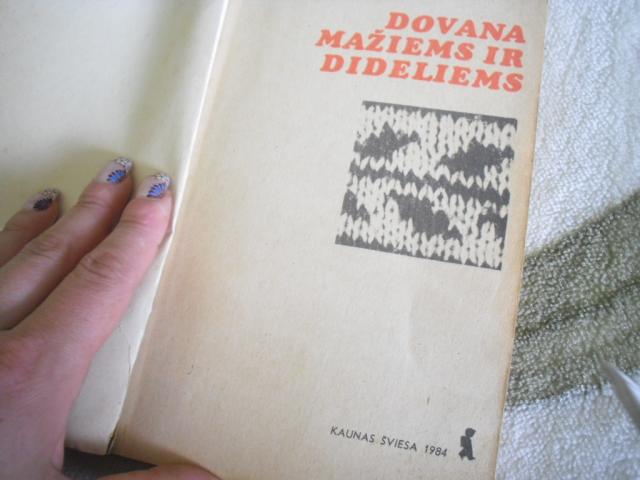 DOVANA
MAŽIEMS IR
DIDELIEMS
KAUNAS ŠVIESA 1984